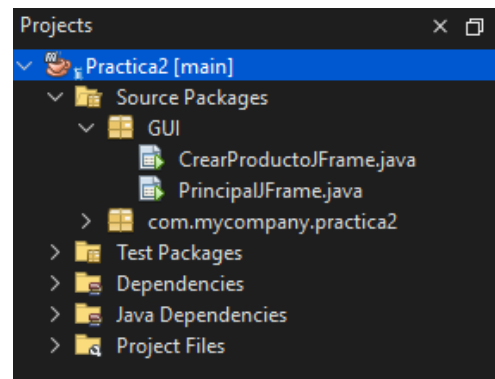 Projects
Practica2 [main]
Source Packages
GUI
CrearProductoJFrame.java
PrincipalJFrame.java
com.mycompany.practica2
Test Packages
Dependencies
Java Dependencies
Project Files